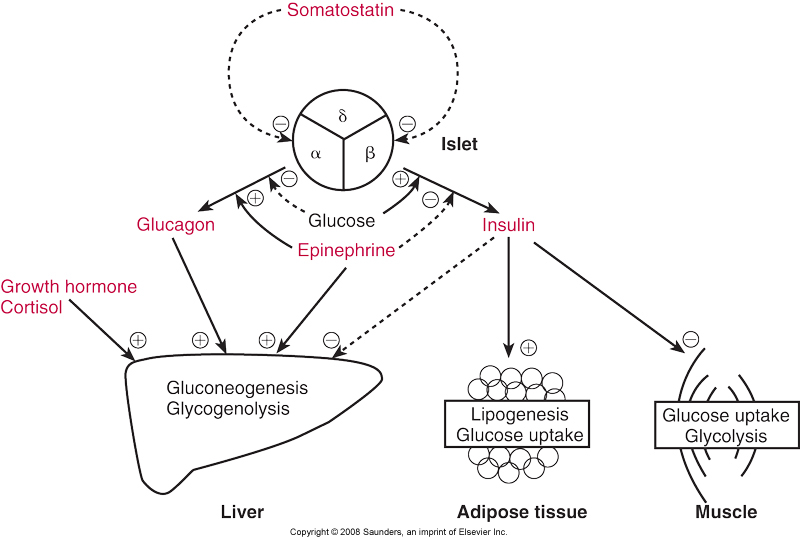 Somatostatin
δ
α
β
Islet
Glucose
Glucagon
Epinephrine
Insulin
Growth hormone
Cortisol
Gluconeogenesis
Glycogenolysis
Lipogenesis
Glucose uptake
Glucose uptake
Glycolysis
Liver
Adipose tissue
Muscle
Copyright © 2008 Saunders, an imprint of Elsevier Inc.